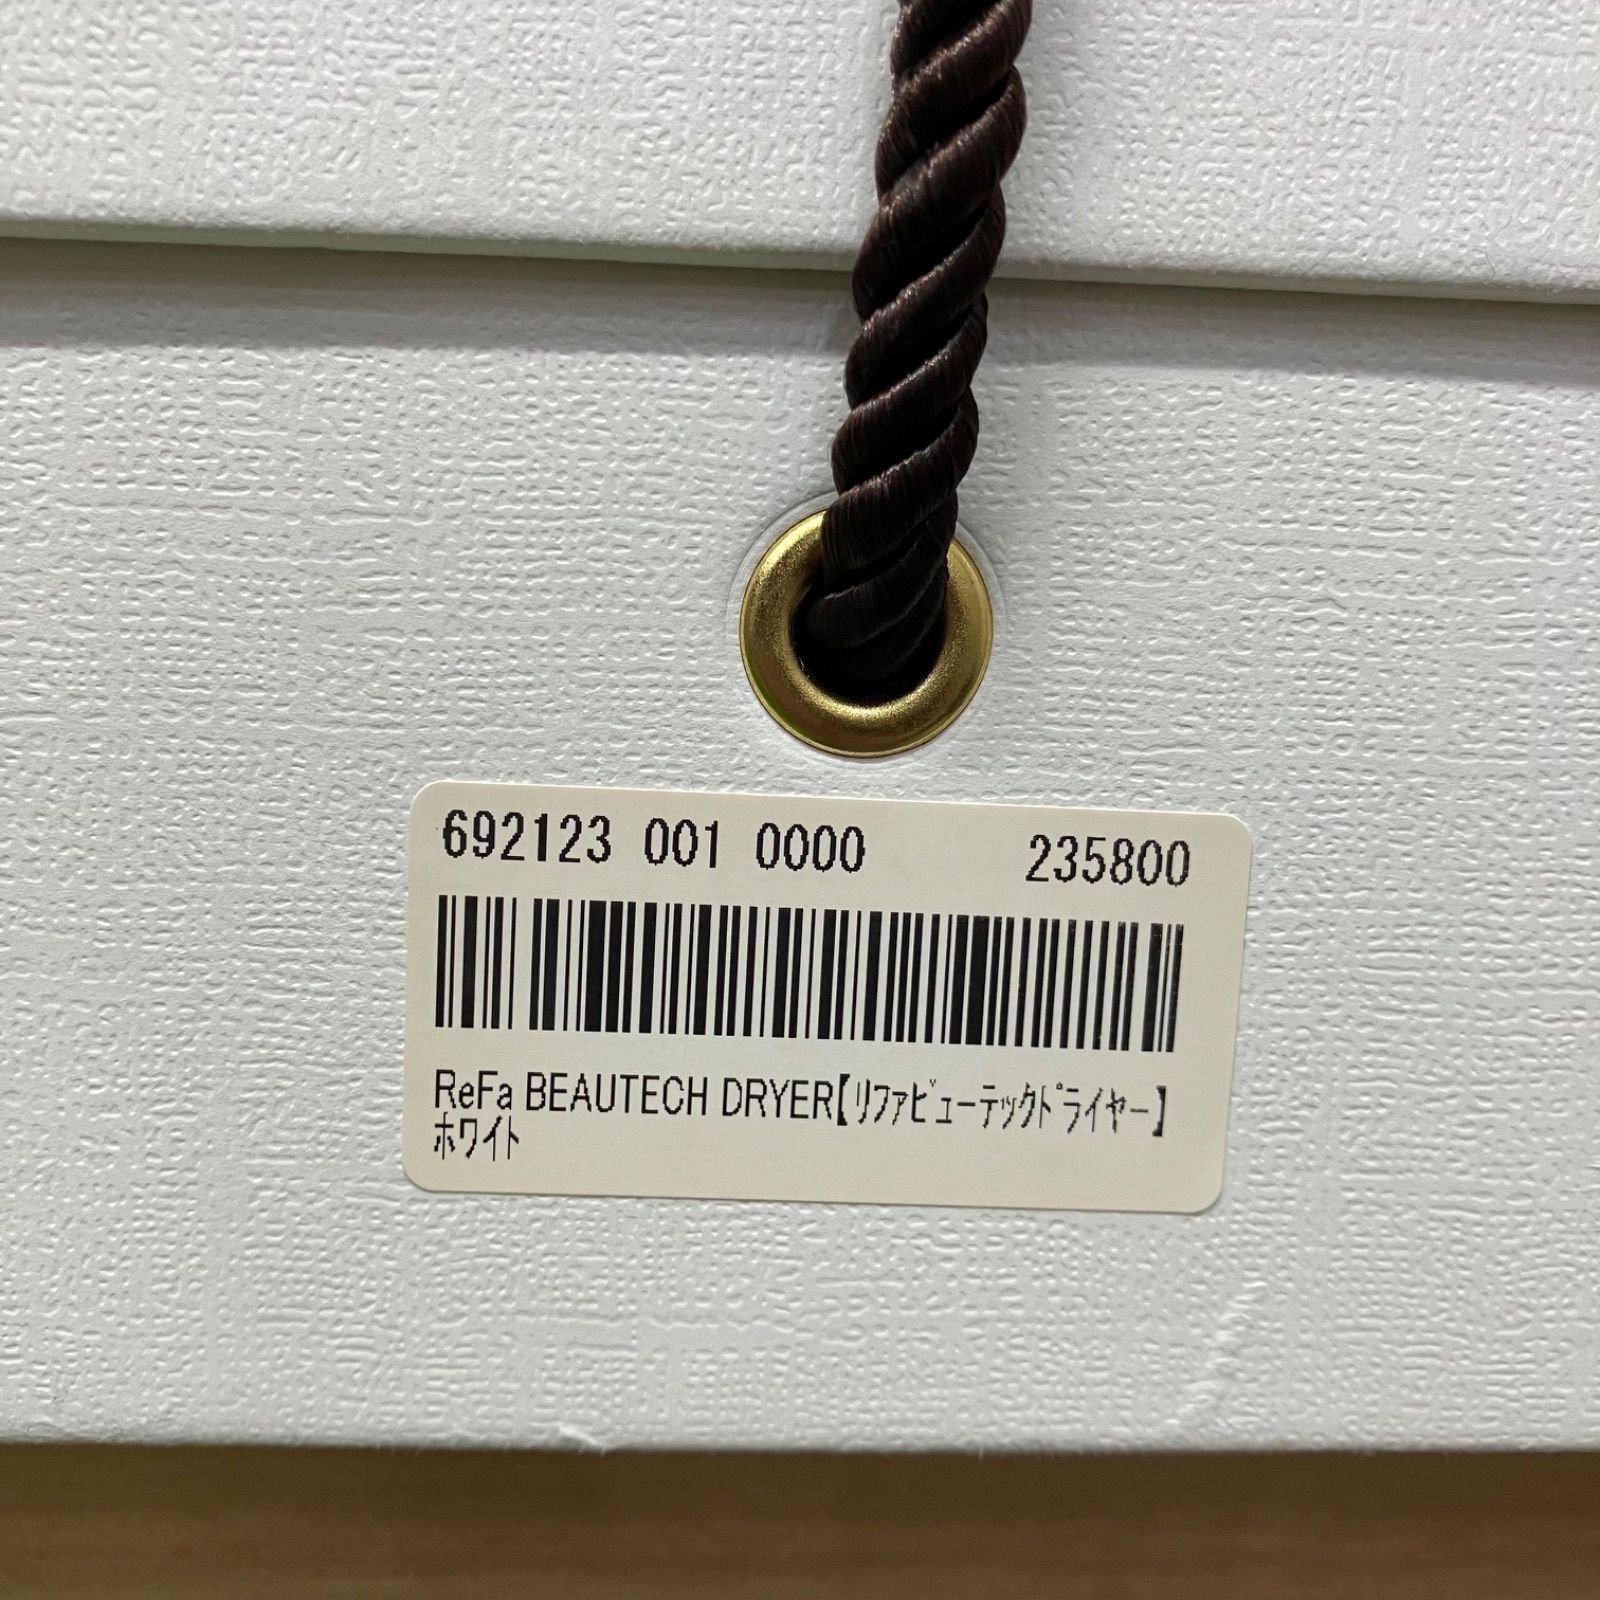 692123 001 0000 235800
ReFa BEAUTECH DRYER【ﾘﾌｧﾋﾞｭｰﾃｯｸﾄﾞﾗｲﾔｰ】
ﾎﾜｲﾄ